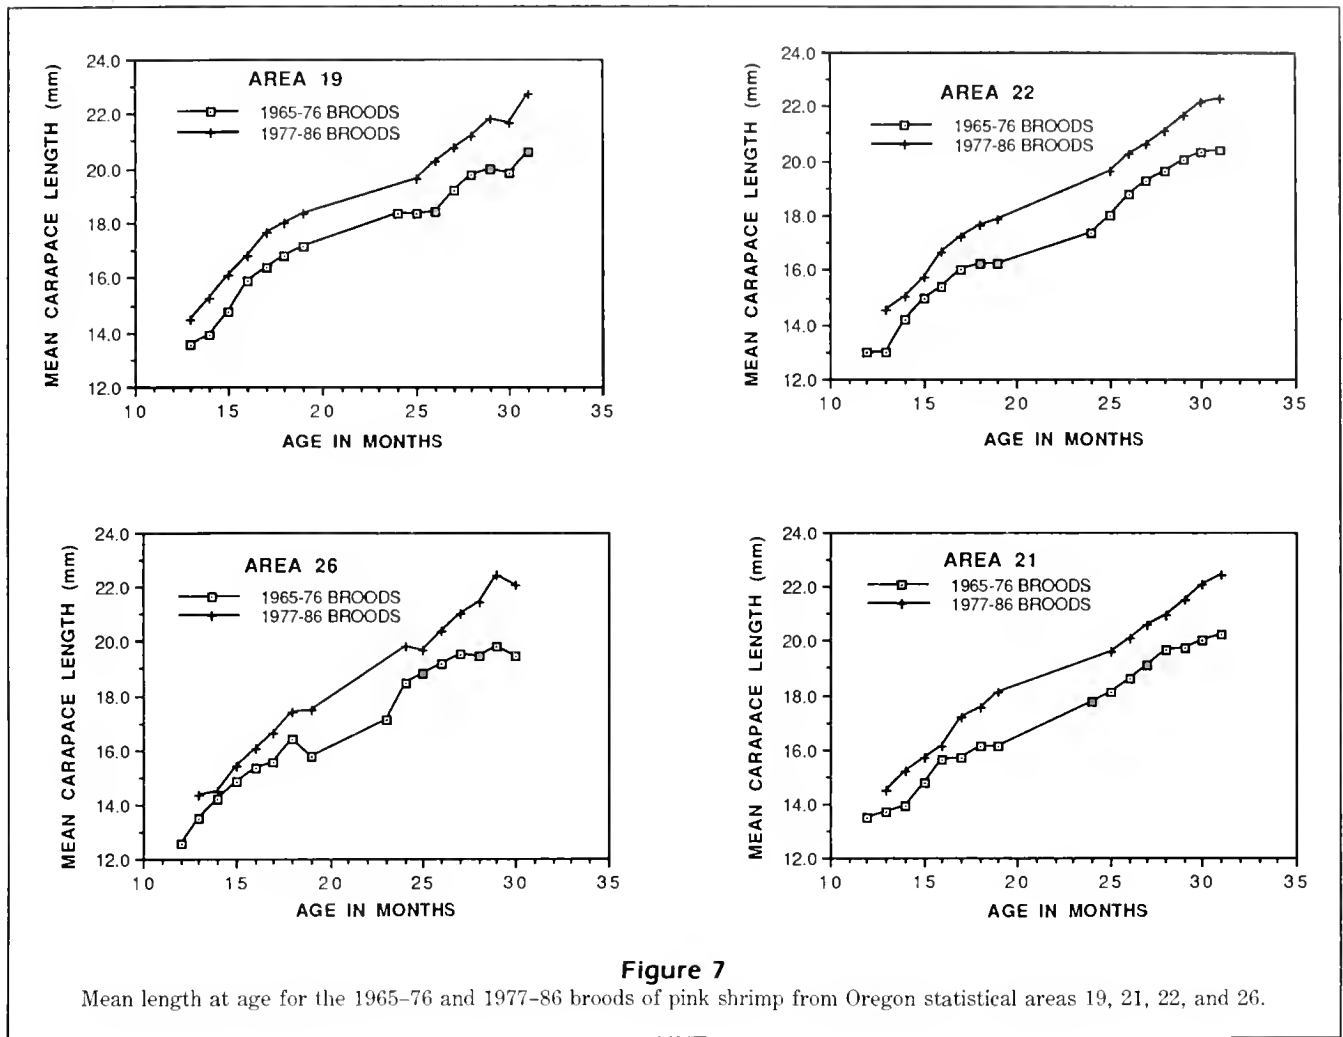 AREA 19
1965-76 BROODS
1977-86 BROODS
MEAN CARAPACE LENGTH (mm)
24.0
22.0
20.0
18.0
16.0
14.0
12.0
10 15 20 25 30 35
AGE IN MONTHS
AREA 22
1965-76 BROODS
1977-86 BROODS
MEAN CARAPACE LENGTH (mm)
24.0
22.0
20.0
18.0
16.0
14.0
12.0
10 15 20 25 30 35
AGE IN MONTHS
AREA 26
1965-76 BROODS
1977-86 BROODS
MEAN CARAPACE LENGTH (mm)
24.0
22.0
20.0
18.0
16.0
14.0
12.0
10 15 20 25 30 35
AGE IN MONTHS
AREA 21
1965-76 BROODS
1977-86 BROODS
MEAN CARAPACE LENGTH (mm)
24.0
22.0
20.0
18.0
16.0
14.0
12.0
10 15 20 25 30 35
AGE IN MONTHS
Figure 7
Mean length at age for the 1965–76 and 1977–86 broods of pink shrimp from Oregon statistical areas 19, 21, 22, and 26.